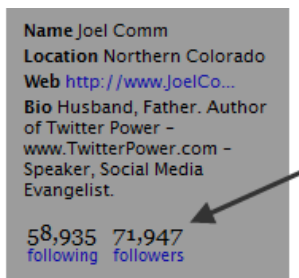 Name Joel Comm
Location Northern Colorado
Web http://www.JoelCo...
Bio Husband, Father. Author
of Twitter Power -
www.TwitterPower.com -
Speaker, Social Media
Evangelist.
58,935 71,947
following followers